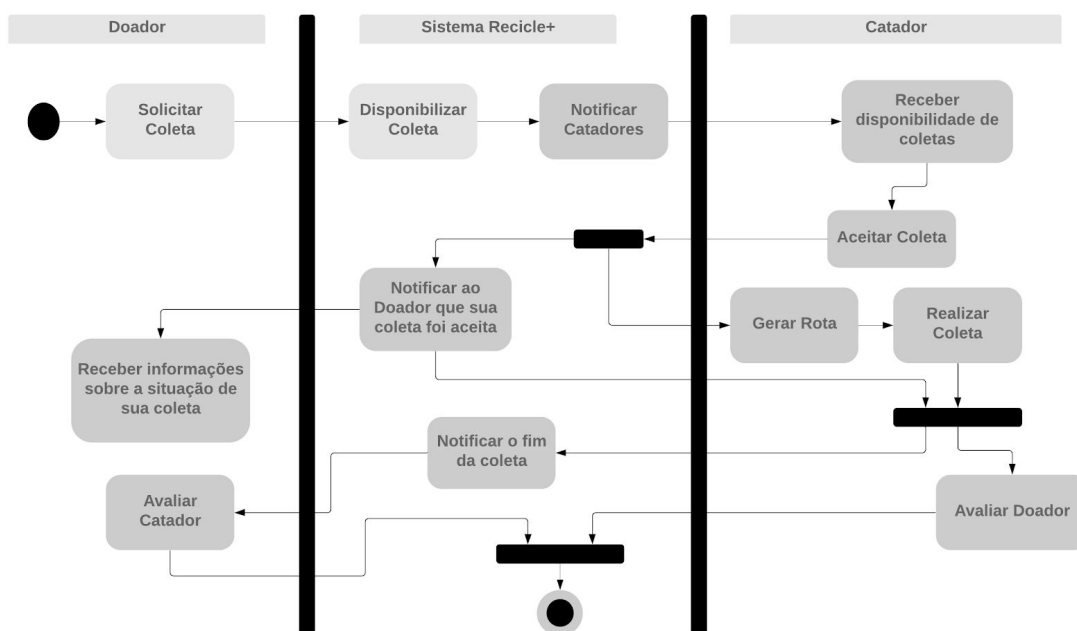 Doador
Sistema Recicle+
Catador
Solicitar
Coleta
Disponibilizar
Coleta
Notificar
Catadores
Receber
disponibilidade de
coletas
Aceitar Coleta
Notificar ao
Doador que sua
coleta foi aceita
Gerar Rota
Realizar
Coleta
Receber informações
sobre a situação de
sua coleta
Notificar o fim
da coleta
Avaliar
Catador
Avaliar Doador